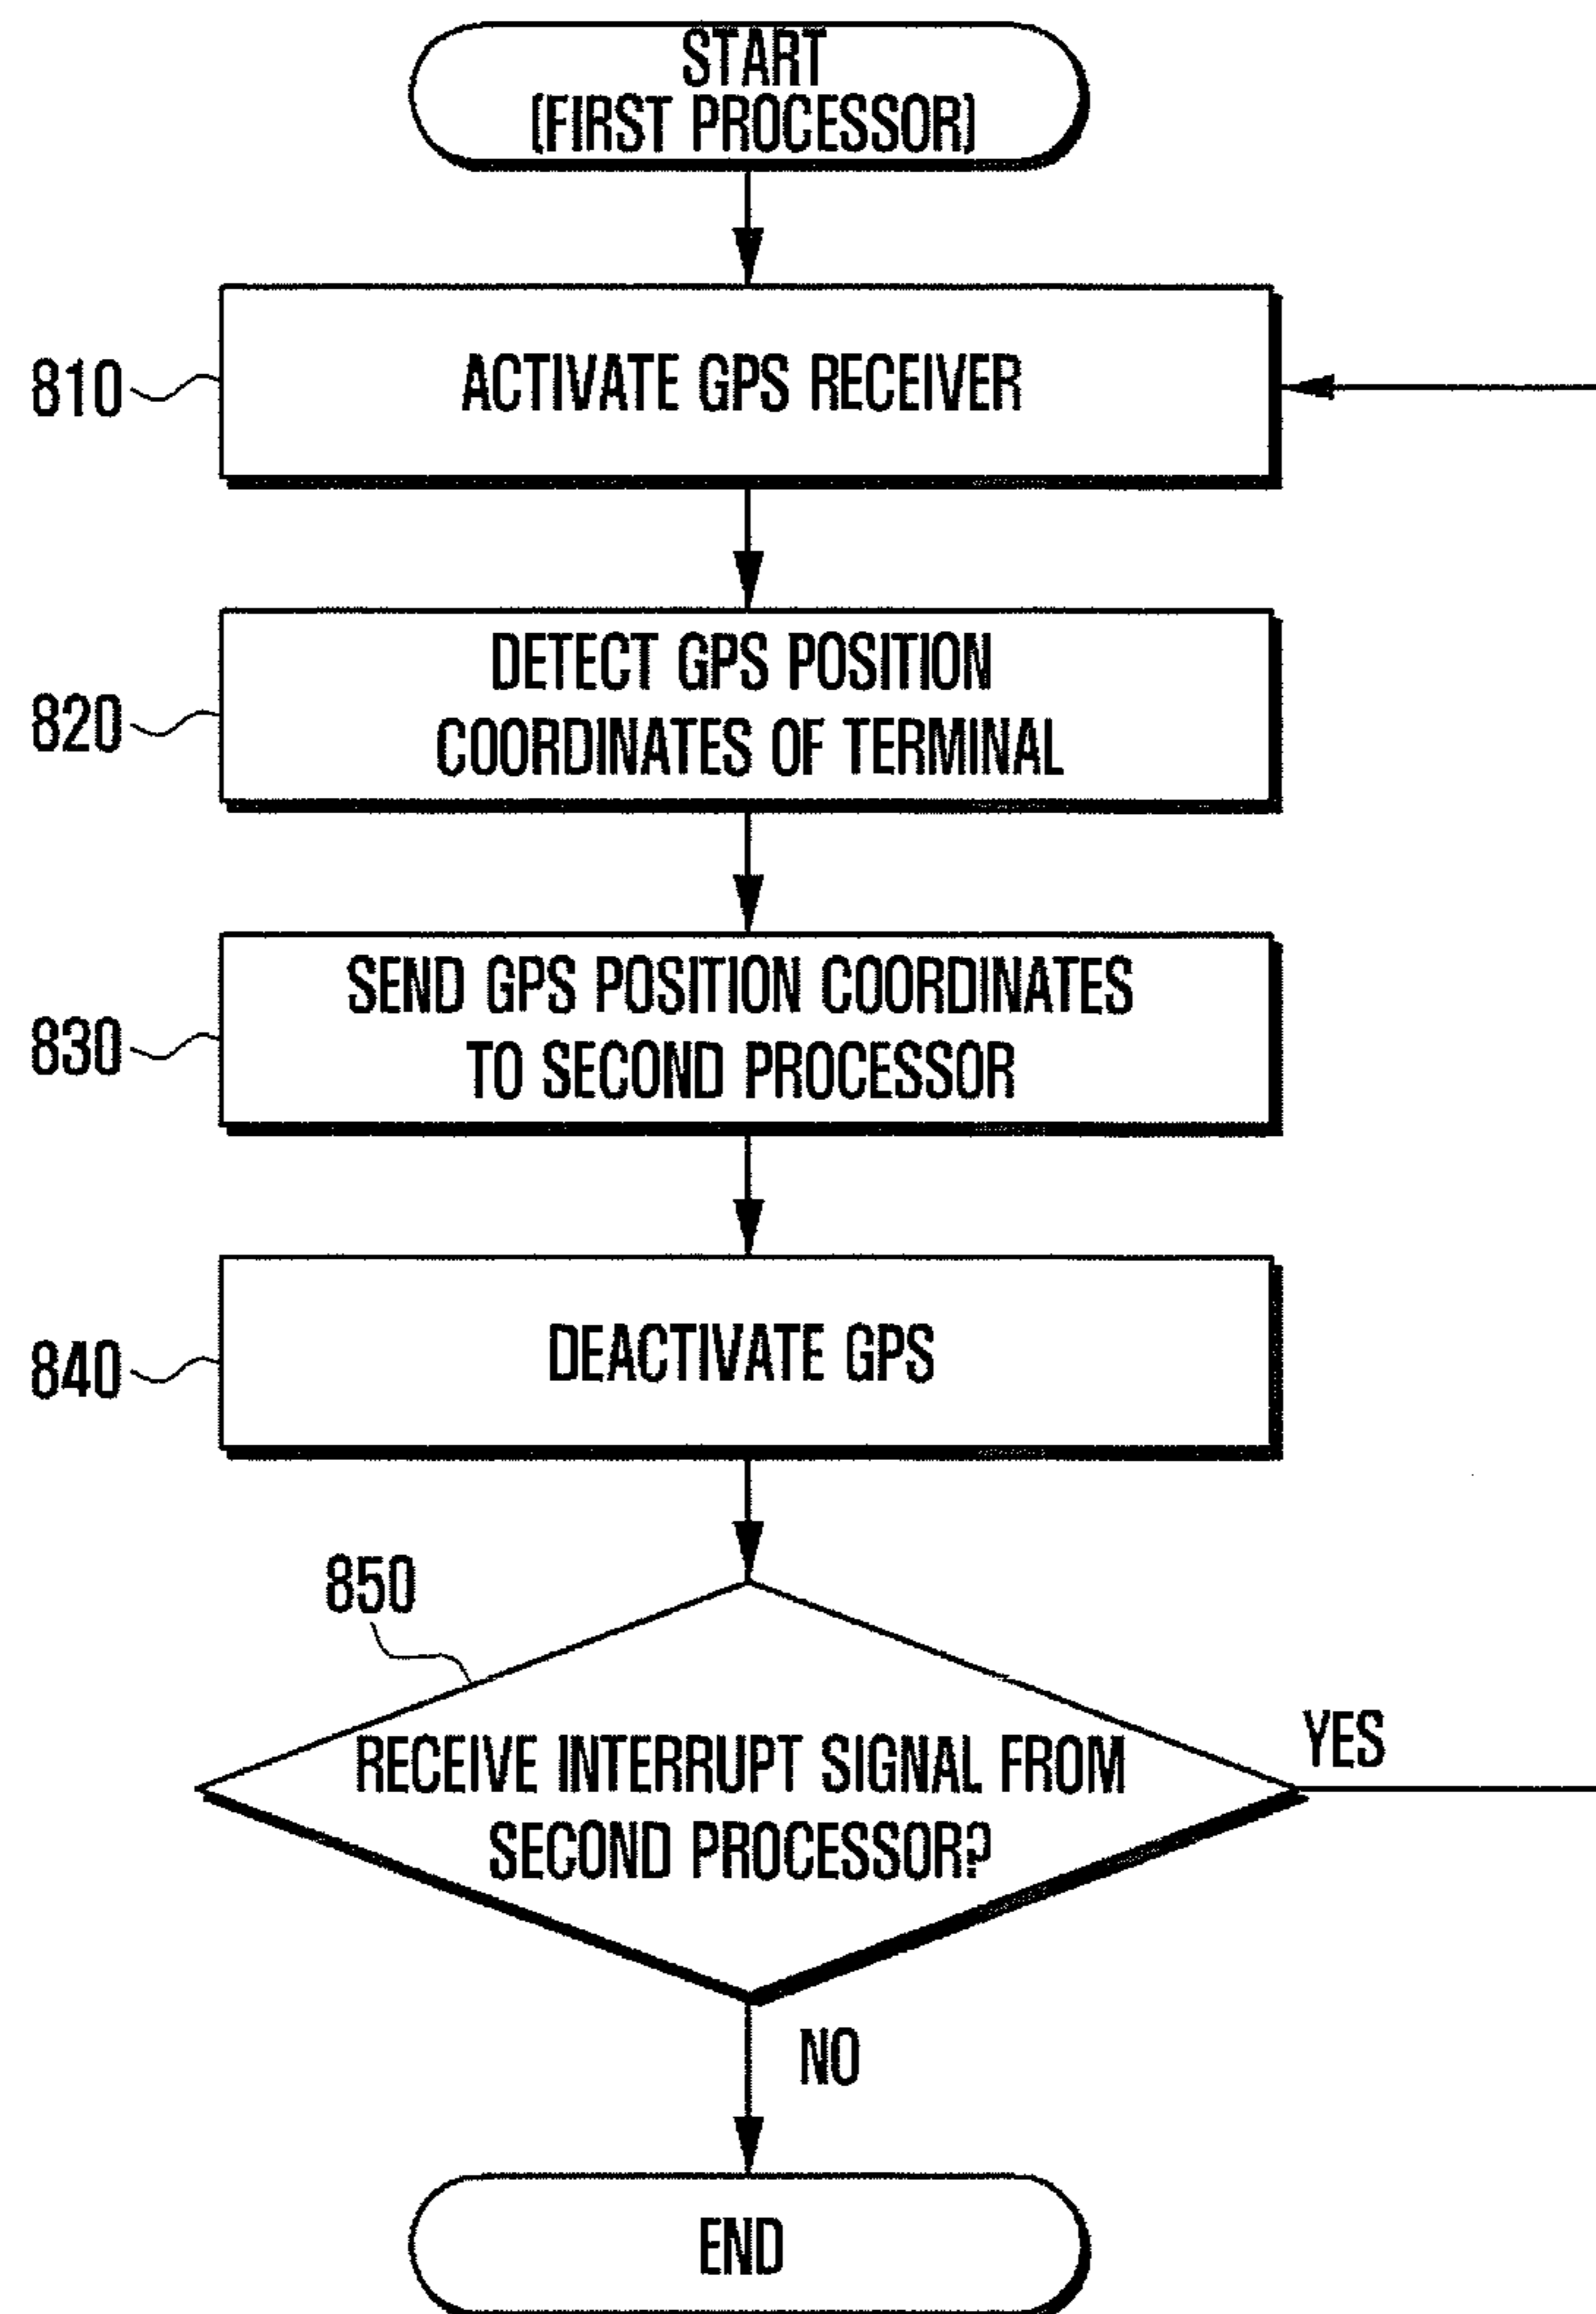 START
(FIRST PROCESSOR)
810
ACTIVATE GPS RECEIVER
820
DETECT GPS POSITION
COORDINATES OF TERMINAL
830
SEND GPS POSITION COORDINATES
TO SECOND PROCESSOR
840
DEACTIVATE GPS
850
RECEIVE INTERRUPT SIGNAL FROM
SECOND PROCESSOR?
YES
NO
END